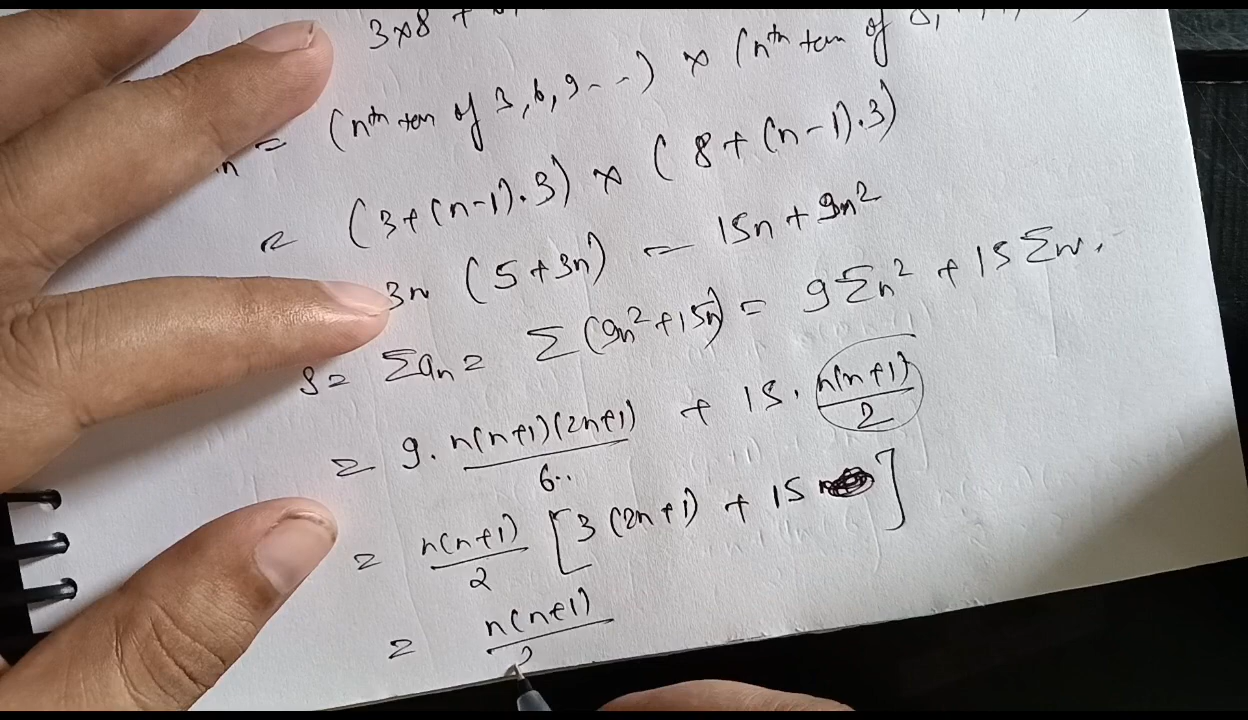 3×8 +
n = (nth term of 3, 6, 9 - -) × (nth term of 8,
= (3+(n-1).3) × (8+(n-1).3)
3n (5+3n) = 15n + 9n²
S = Σan = Σ(9n²+15n) = 9Σn² + 15Σn.
= 9. n(n+1)(2n+1)/6 + 15. n(n+1)/2
= n(n+1)/2 [3(2n+1) + 15]
= n(n+1)/2